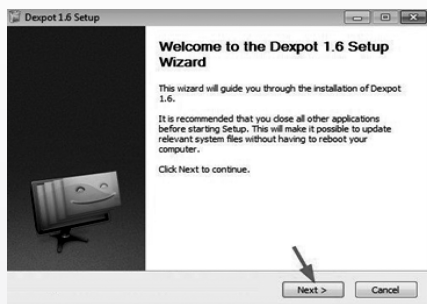 Dexpot 1.6 Setup
Welcome to the Dexpot 1.6 Setup
Wizard
This wizard will guide you through the installation of Dexpot
1.6.
It is recommended that you close all other applications
before starting Setup. This will make it possible to update
relevant system files without having to reboot your
computer.
Click Next to continue.
Next >
Cancel